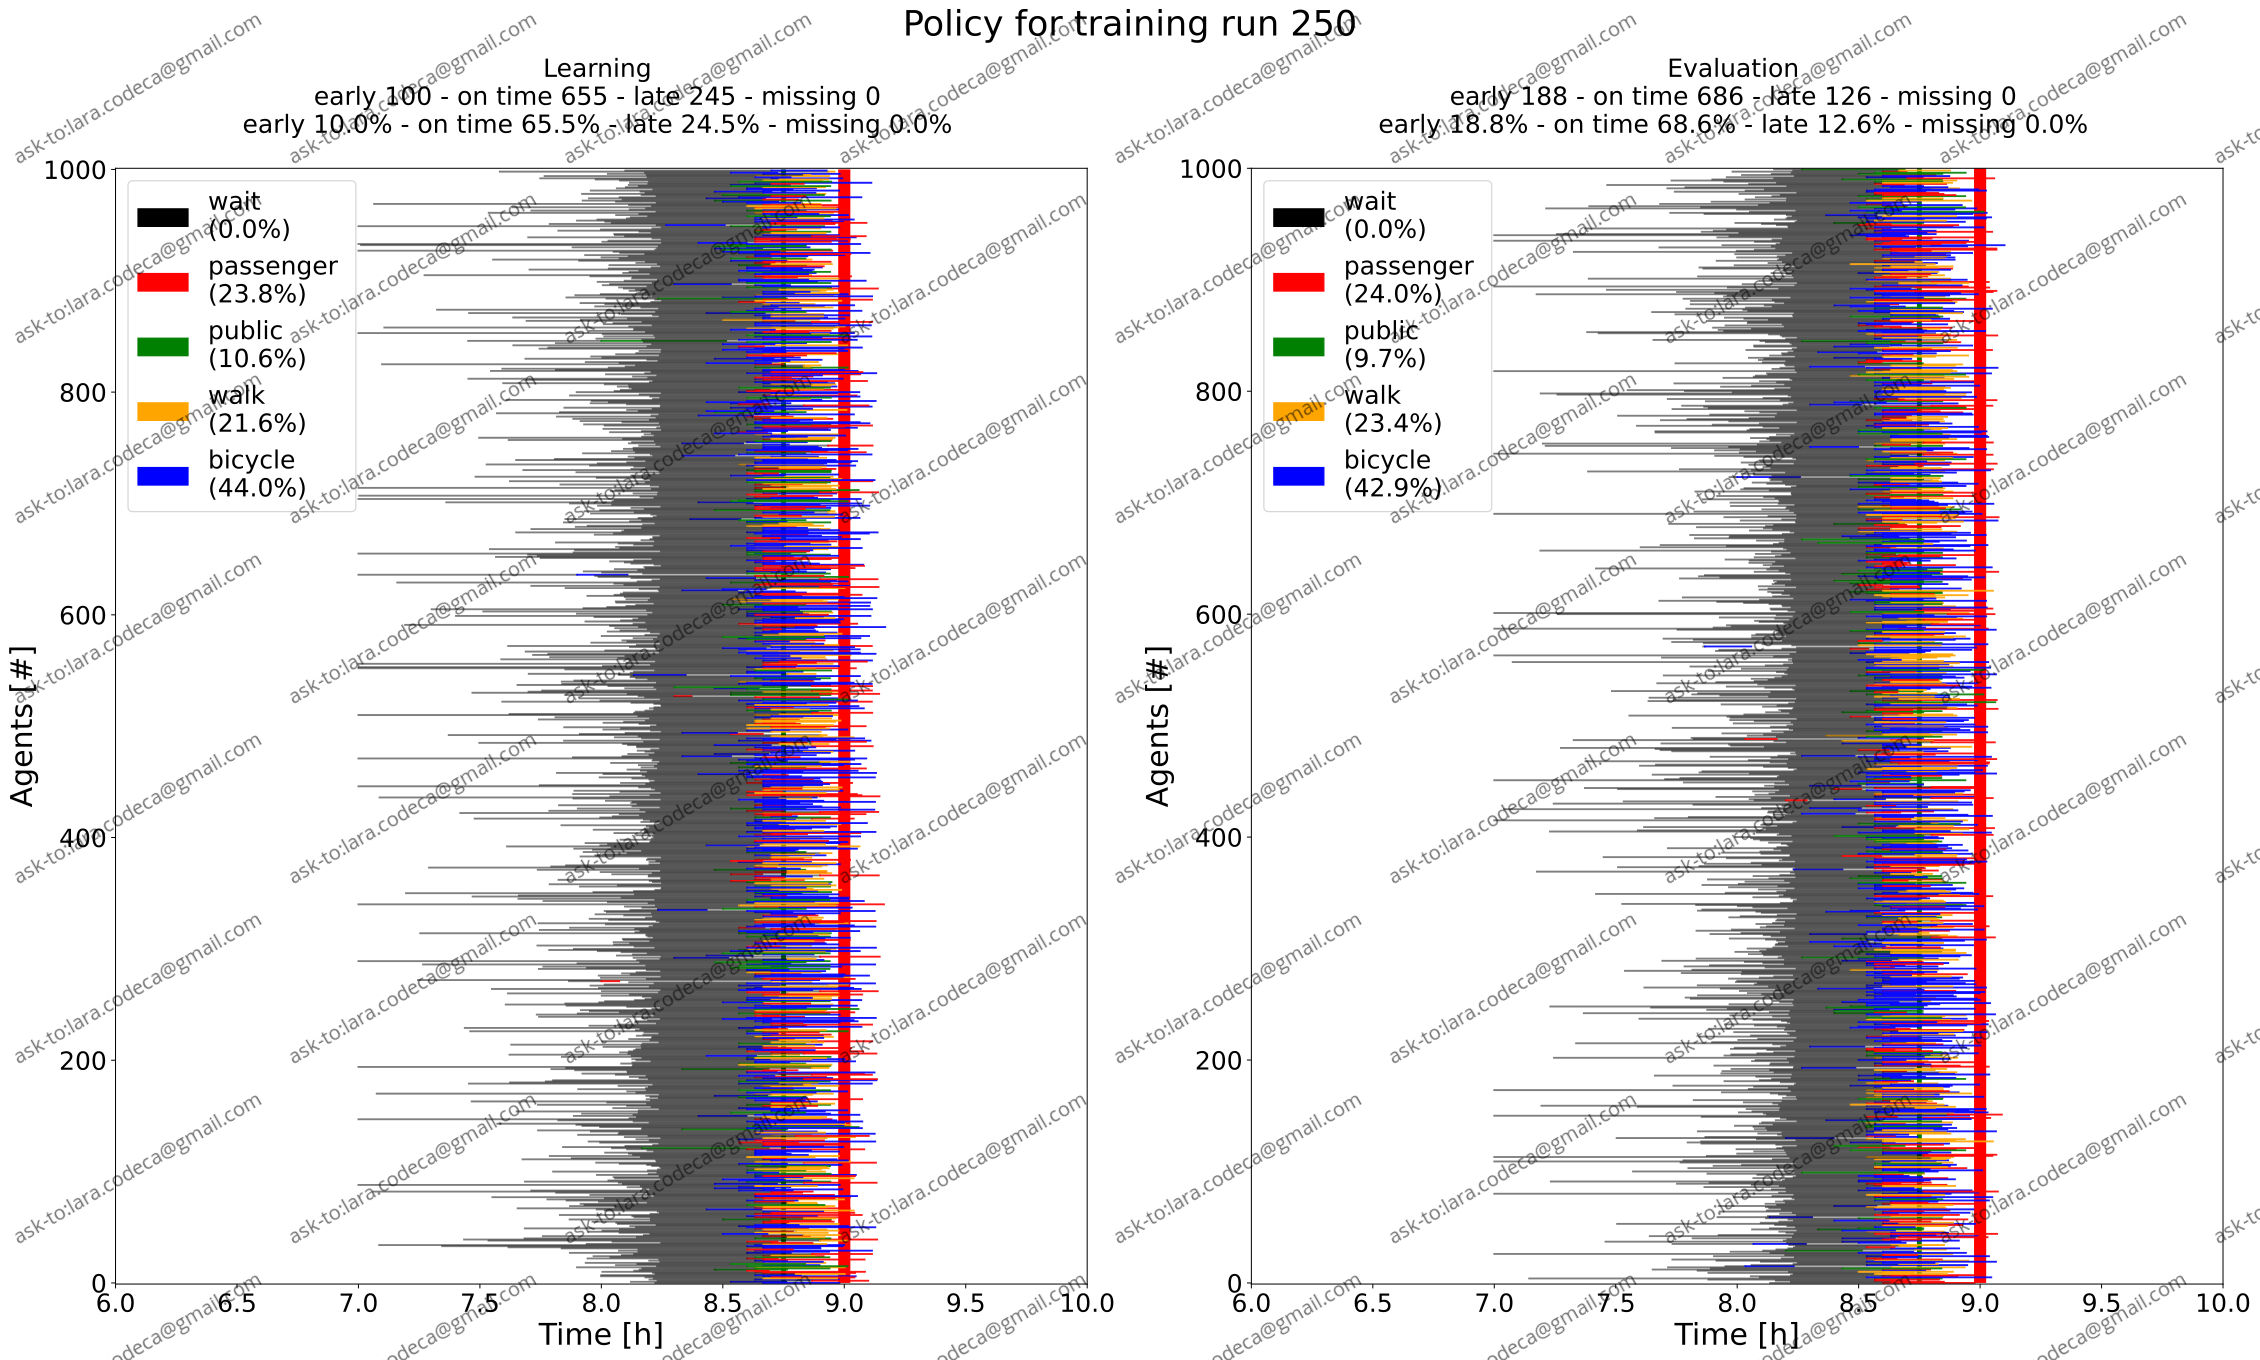 Policy for training run 250
Learning
early 100 - on time 655 - late 245 - missing 0
early 10.0% - on time 65.5% - late 24.5% - missing 0.0%
1000
800
600
400
200
0
Agents [#]
wait
(0.0%)
passenger
(23.8%)
public
(10.6%)
walk
(21.6%)
bicycle
(44.0%)
6.0 6.5 7.0 7.5 8.0 8.5 9.0 9.5 10.0
Time [h]
Evaluation
early 188 - on time 686 - late 126 - missing 0
early 18.8% - on time 68.6% - late 12.6% - missing 0.0%
1000
800
600
400
200
0
Agents [#]
wait
(0.0%)
passenger
(24.0%)
public
(9.7%)
walk
(23.4%)
bicycle
(42.9%)
6.0 6.5 7.0 7.5 8.0 8.5 9.0 9.5 10.0
Time [h]
ask-to:lara.codeca@gmail.com